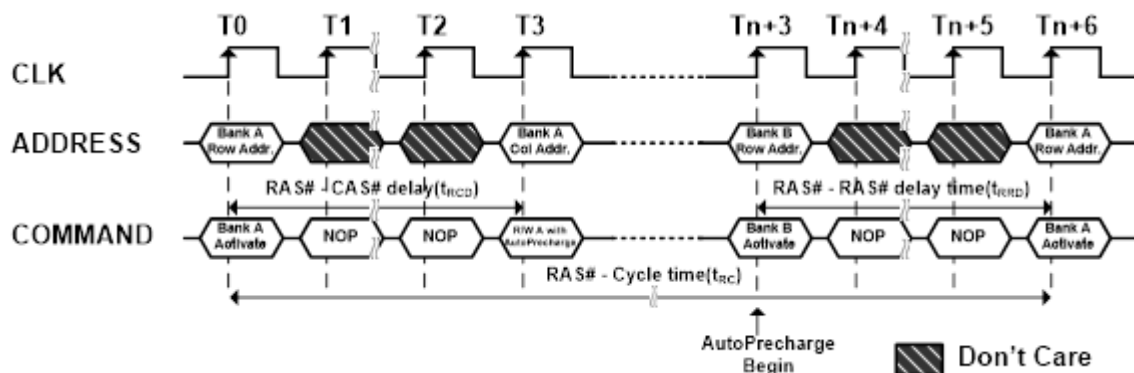 T0 T1 T2 T3 Tn+3 Tn+4 Tn+5 Tn+6
CLK
ADDRESS
Bank A
Row Addr.
Bank A
Col Addr.
Bank B
Row Addr.
Bank A
Row Addr.
RAS# - CAS# delay(tRCD)
RAS# - RAS# delay time(tRRD)
COMMAND
Bank A
Activate
NOP
NOP
R/W A with
AutoPrecharge
Bank B
Activate
NOP
NOP
Bank A
Activate
RAS# - Cycle time(tRC)
AutoPrecharge
Begin
Don't Care